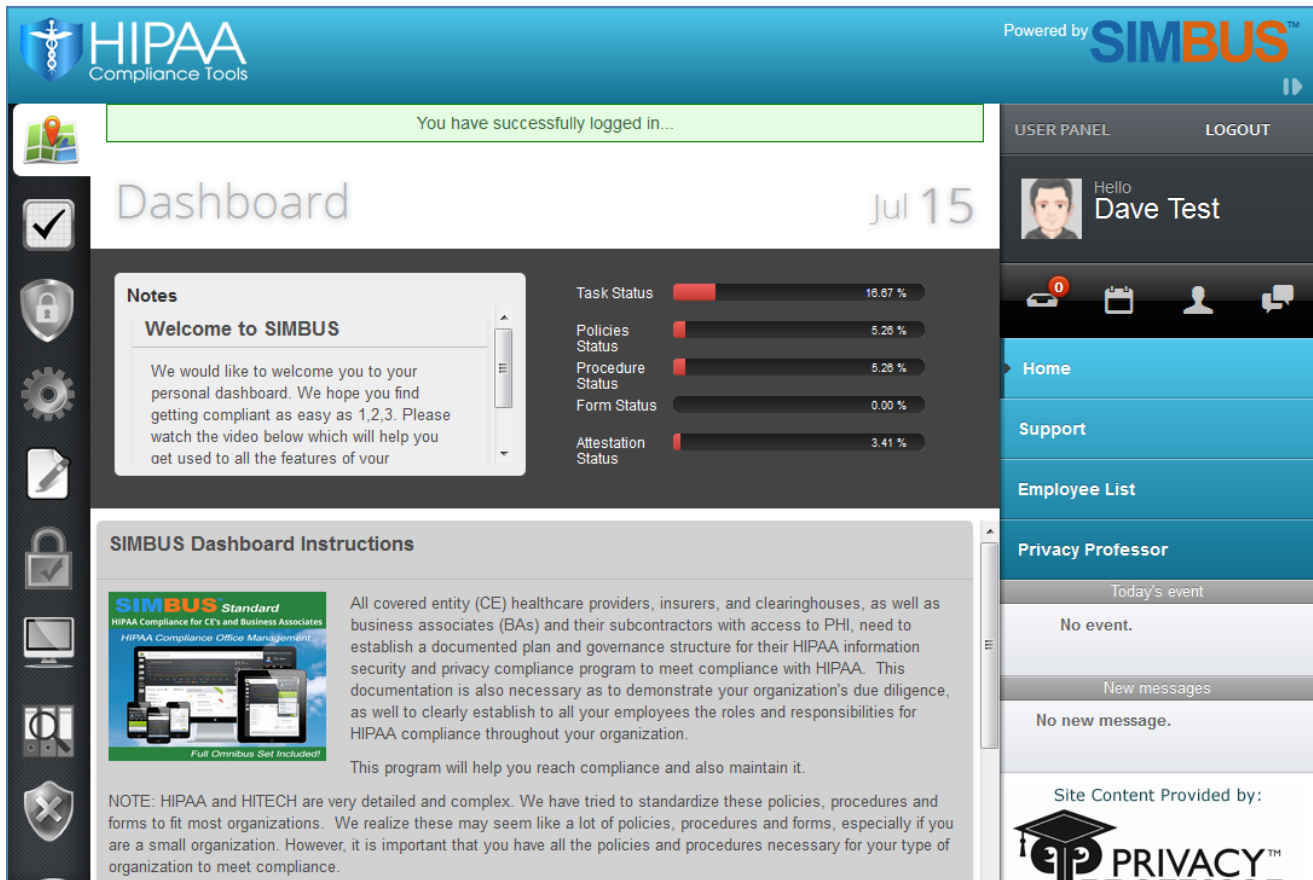 HIPAA
Compliance Tools
Powered by SIMBUS™
You have successfully logged in...
USER PANEL
LOGOUT
Dashboard
Jul 15
Hello
Dave Test
0
Notes
Welcome to SIMBUS
We would like to welcome you to your
personal dashboard. We hope you find
getting compliant as easy as 1,2,3. Please
watch the video below which will help you
get used to all the features of your
Task Status
16.67 %
Policies
Status
5.26 %
Procedure
Status
5.26 %
Form Status
0.00 %
Attestation
Status
3.41 %
Home
Support
Employee List
Privacy Professor
Today's event
No event.
New messages
No new message.
Site Content Provided by:
PRIVACY™
PROFESSOR
SIMBUS Dashboard Instructions
SIMBUS™ Standard
HIPAA Compliance for CE's and Business Associates
HIPAA Compliance Office Management
Full Omnibus Set Included!
All covered entity (CE) healthcare providers, insurers, and clearinghouses, as well as
business associates (BAs) and their subcontractors with access to PHI, need to
establish a documented plan and governance structure for their HIPAA information
security and privacy compliance program to meet compliance with HIPAA.  This
documentation is also necessary as to demonstrate your organization's due diligence,
as well to clearly establish to all your employees the roles and responsibilities for
HIPAA compliance throughout your organization.
This program will help you reach compliance and also maintain it.
NOTE: HIPAA and HITECH are very detailed and complex. We have tried to standardize these policies, procedures and
forms to fit most organizations.  We realize these may seem like a lot of policies, procedures and forms, especially if you
are a small organization. However, it is important that you have all the policies and procedures necessary for your type of
organization to meet compliance.